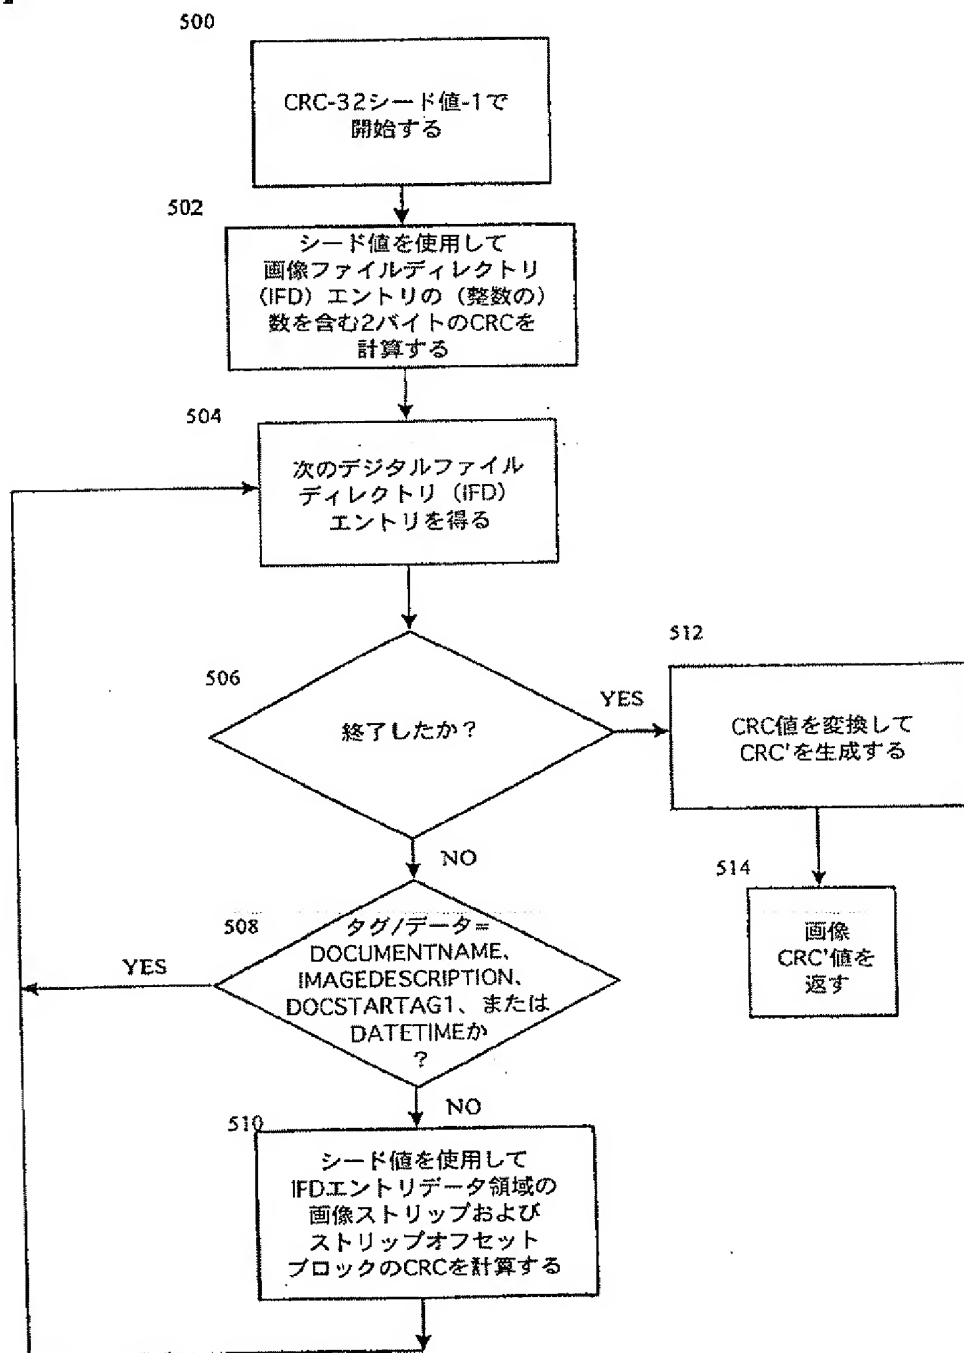 500
CRC-32シード値-1で
開始する
502
シード値を使用して
画像ファイルディレクトリ
（IFD）エントリの（整数の）
数を含む2バイトのCRCを
計算する
504
次のデジタルファイル
ディレクトリ（IFD）
エントリを得る
506
終了したか？
YES
512
CRC値を変換して
CRC'を生成する
NO
514
画像
CRC'値を
返す
508
タグ/データ=
DOCUMENTNAME、
IMAGEDESCRIPTION、
DOCSTARTAG1、または
DATETIMEか
？
YES
NO
510
シード値を使用して
IFDエントリデータ領域の
画像ストリップおよび
ストリップオフセット
ブロックのCRCを計算する